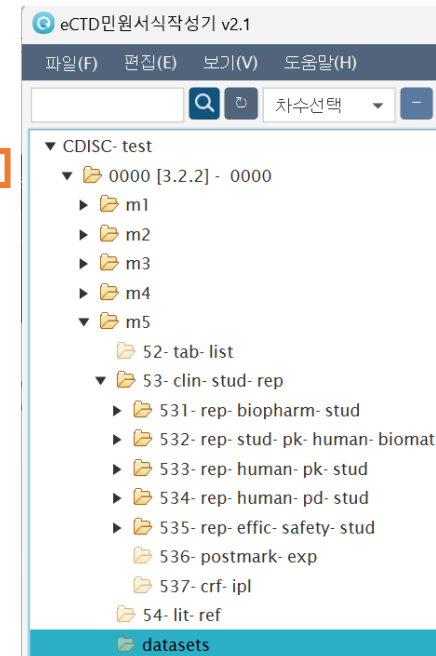 eCTD민원서식작성기 v2.1
파일(F) 편집(E) 보기(V) 도움말(H)
차수선택
CDISC- test
0000 [3.2.2] - 0000
m1
m2
m3
m4
m5
52- tab- list
53- clin- stud- rep
531- rep- biopharm- stud
532- rep- stud- pk- human- biomat
533- rep- human- pk- stud
534- rep- human- pd- stud
535- rep- effic- safety- stud
536- postmark- exp
537- crf- ipl
54- lit- ref
datasets